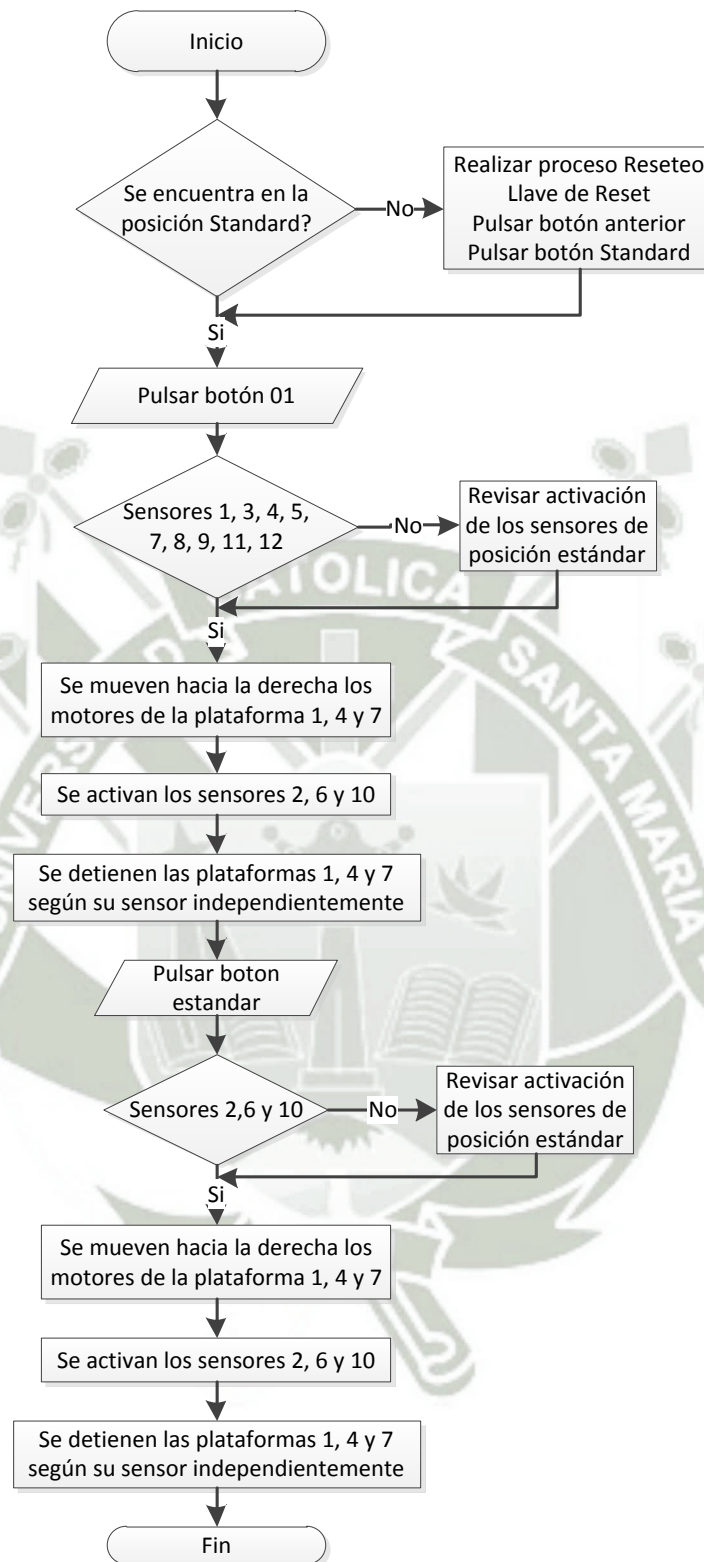 Inicio
Se encuentra en la
posición Standard?
No
Realizar proceso Reseteo
Llave de Reset
Pulsar botón anterior
Pulsar botón Standard
Si
Pulsar botón 01
Sensores 1, 3, 4, 5,
7, 8, 9, 11, 12
No
Revisar activación
de los sensores de
posición estándar
Si
Se mueven hacia la derecha los
motores de la plataforma 1, 4 y 7
Se activan los sensores 2, 6 y 10
Se detienen las plataformas 1, 4 y 7
según su sensor independientemente
Pulsar boton
estandar
Sensores 2,6 y 10
No
Revisar activación
de los sensores de
posición estándar
Si
Se mueven hacia la derecha los
motores de la plataforma 1, 4 y 7
Se activan los sensores 2, 6 y 10
Se detienen las plataformas 1, 4 y 7
según su sensor independientemente
Fin
SANTA MARIA